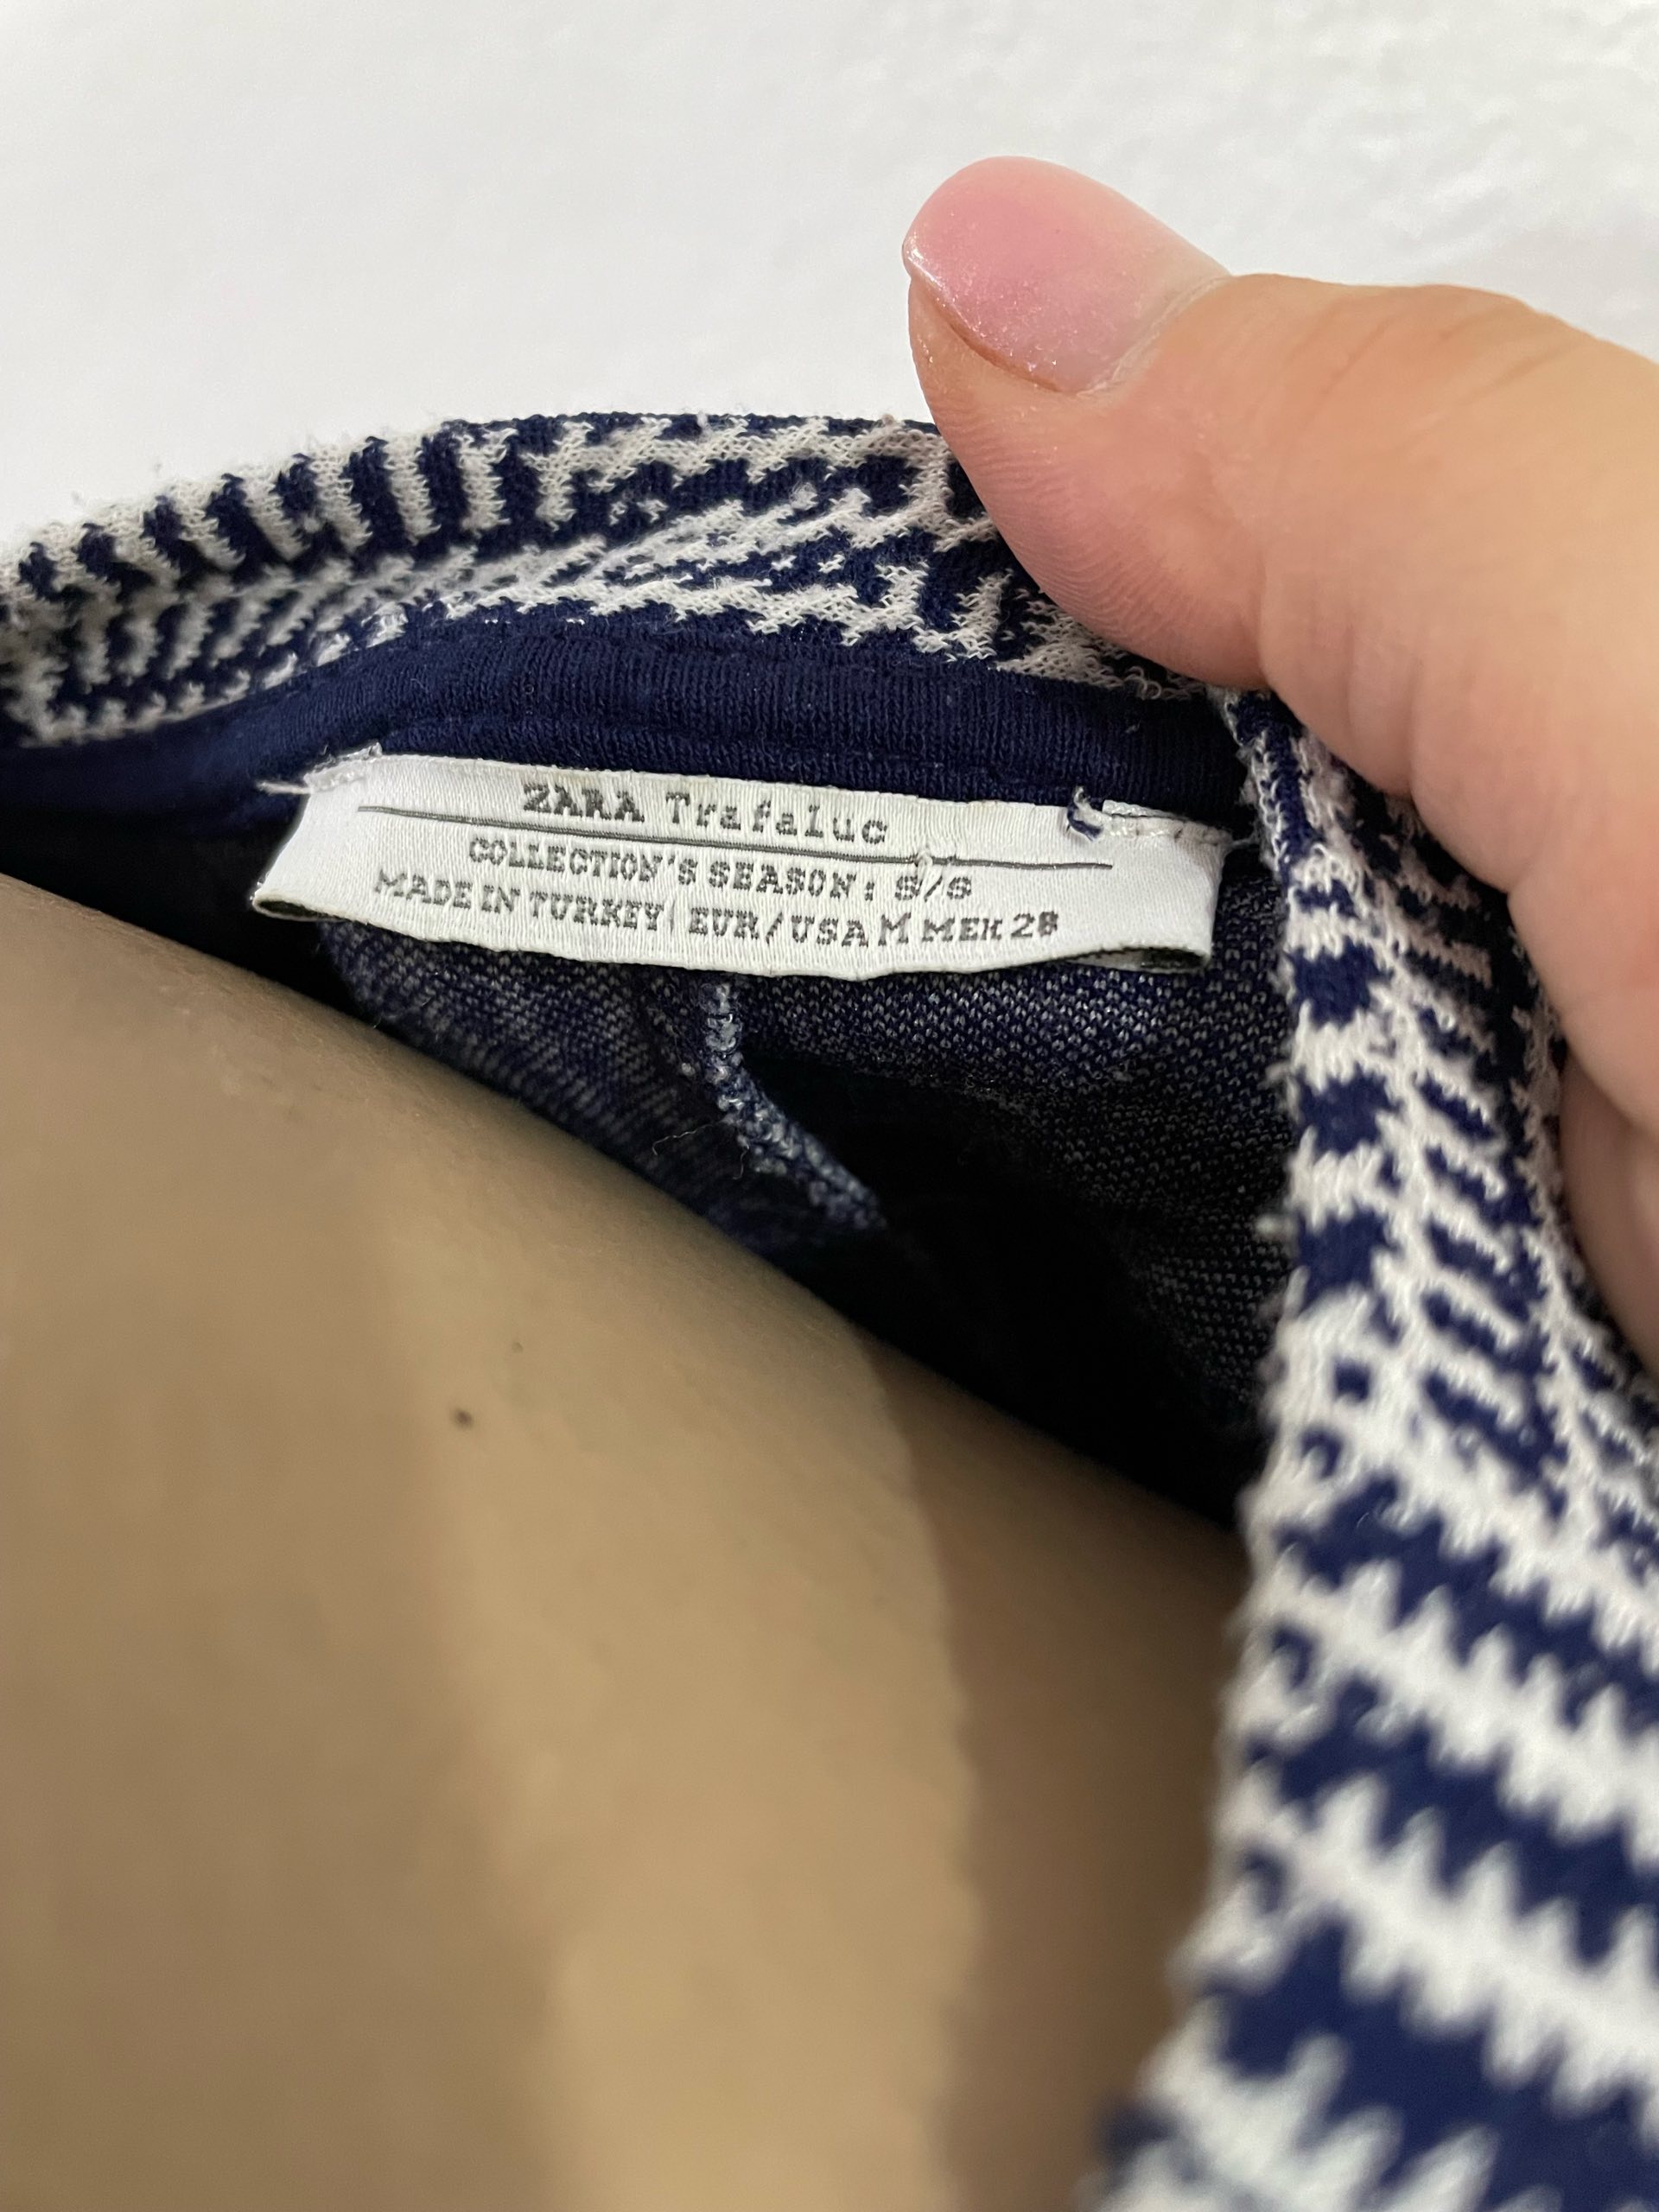 ZARA Trafaluc
COLLECTION'S SEASON: S/S
MADE IN TURKEY | EUR/USA M MEX 28